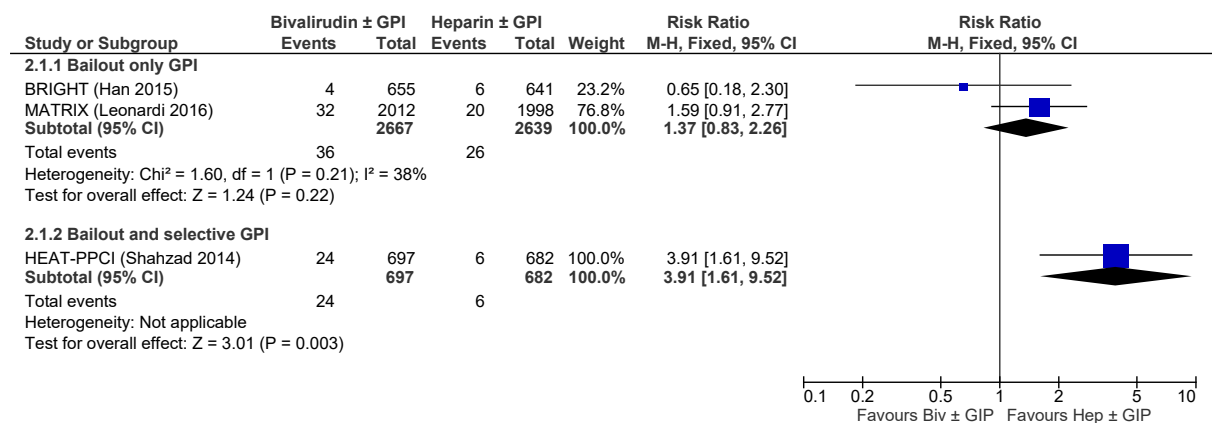 Bivalirudin ± GPI Heparin ± GPI Risk Ratio Risk Ratio
Study or Subgroup Events Total Events Total Weight M-H, Fixed, 95% CI M-H, Fixed, 95% CI
2.1.1 Bailout only GPI
BRIGHT (Han 2015) 4 655 6 641 23.2% 0.65 [0.18, 2.30]
MATRIX (Leonardi 2016) 32 2012 20 1998 76.8% 1.59 [0.91, 2.77]
Subtotal (95% CI) 2667 2639 100.0% 1.37 [0.83, 2.26]
Total events 36 26
Heterogeneity: Chi² = 1.60, df = 1 (P = 0.21); I² = 38%
Test for overall effect: Z = 1.24 (P = 0.22)
2.1.2 Bailout and selective GPI
HEAT-PPCI (Shahzad 2014) 24 697 6 682 100.0% 3.91 [1.61, 9.52]
Subtotal (95% CI) 697 682 100.0% 3.91 [1.61, 9.52]
Total events 24 6
Heterogeneity: Not applicable
Test for overall effect: Z = 3.01 (P = 0.003)
0.1 0.2 0.5 1 2 5 10
Favours Biv ± GIP Favours Hep ± GIP